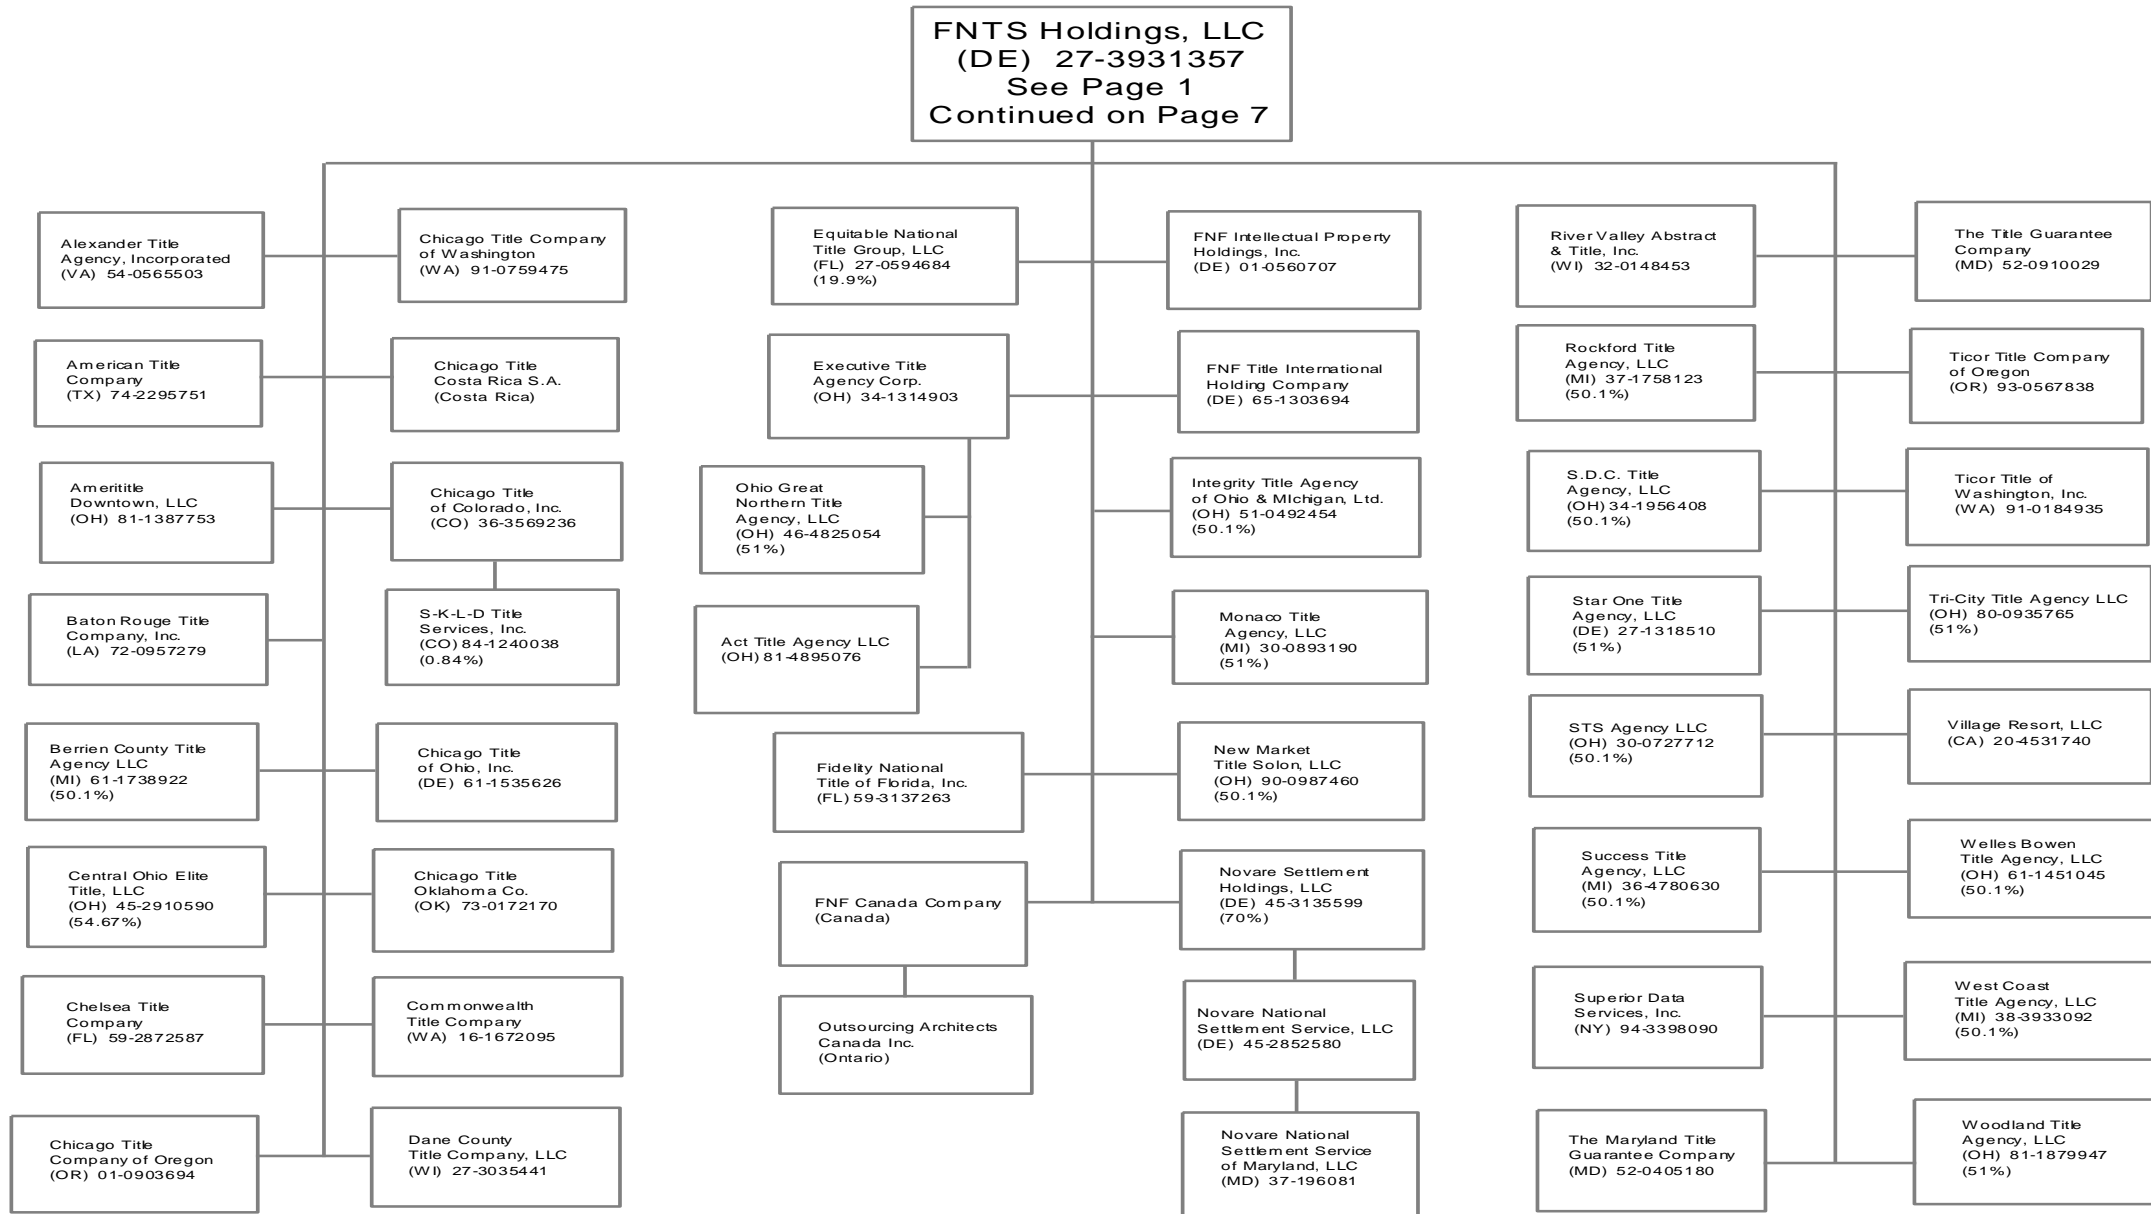 FNTS Holdings, LLC
(DE) 27-3931357
See Page 1
Continued on Page 7
Alexander Title
Agency, Incorporated
(VA) 54-0565503
Chicago Title Company
of Washington
(WA) 91-0759475
American Title
Company
(TX) 74-2295751
Chicago Title
Costa Rica S.A.
(Costa Rica)
Amerititle
Downtown, LLC
(OH) 81-1387753
Chicago Title
of Colorado, Inc.
(CO) 36-3569236
Baton Rouge Title
Company, Inc.
(LA) 72-0957279
S-K-L-D Title
Services, Inc.
(CO) 84-1240038
(0.84%)
Berrien County Title
Agency LLC
(MI) 61-1738922
(50.1%)
Chicago Title
of Ohio, Inc.
(DE) 61-1535626
Central Ohio Elite
Title, LLC
(OH) 45-2910590
(54.67%)
Chicago Title
Oklahoma Co.
(OK) 73-0172170
Chelsea Title
Company
(FL) 59-2872587
Commonwealth
Title Company
(WA) 16-1672095
Chicago Title
Company of Oregon
(OR) 01-0903694
Dane County
Title Company, LLC
(WI) 27-3035441
Equitable National
Title Group, LLC
(FL) 27-0594684
(19.9%)
FNF Intellectual Property
Holdings, Inc.
(DE) 01-0560707
Executive Title
Agency Corp.
(OH) 34-1314903
FNF Title International
Holding Company
(DE) 65-1303694
Ohio Great
Northern Title
Agency, LLC
(OH) 46-4825054
(51%)
Integrity Title Agency
of Ohio & MIchigan, Ltd.
(OH) 51-0492454
(50.1%)
Act Title Agency LLC
(OH) 81-4895076
Monaco Title
Agency, LLC
(MI) 30-0893190
(51%)
Fidelity National
Title of Florida, Inc.
(FL) 59-3137263
New Market
Title Solon, LLC
(OH) 90-0987460
(50.1%)
FNF Canada Company
(Canada)
Novare Settlement
Holdings, LLC
(DE) 45-3135599
(70%)
Outsourcing Architects
Canada Inc.
(Ontario)
Novare National
Settlement Service, LLC
(DE) 45-2852580
Novare National
Settlement Service
of Maryland, LLC
(MD) 37-196081
River Valley Abstract
& Title, Inc.
(WI) 32-0148453
The Title Guarantee
Company
(MD) 52-0910029
Rockford Title
Agency, LLC
(MI) 37-1758123
(50.1%)
Ticor Title Company
of Oregon
(OR) 93-0567838
S.D.C. Title
Agency, LLC
(OH) 34-1956408
(50.1%)
Ticor Title of
Washington, Inc.
(WA) 91-0184935
Star One Title
Agency, LLC
(DE) 27-1318510
(51%)
Tri-City Title Agency LLC
(OH) 80-0935765
(51%)
STS Agency LLC
(OH) 30-0727712
(50.1%)
Village Resort, LLC
(CA) 20-4531740
Success Title
Agency, LLC
(MI) 36-4780630
(50.1%)
Welles Bowen
Title Agency, LLC
(OH) 61-1451045
(50.1%)
Superior Data
Services, Inc.
(NY) 94-3398090
West Coast
Title Agency, LLC
(MI) 38-3933092
(50.1%)
The Maryland Title
Guarantee Company
(MD) 52-0405180
Woodland Title
Agency, LLC
(OH) 81-1879947
(51%)